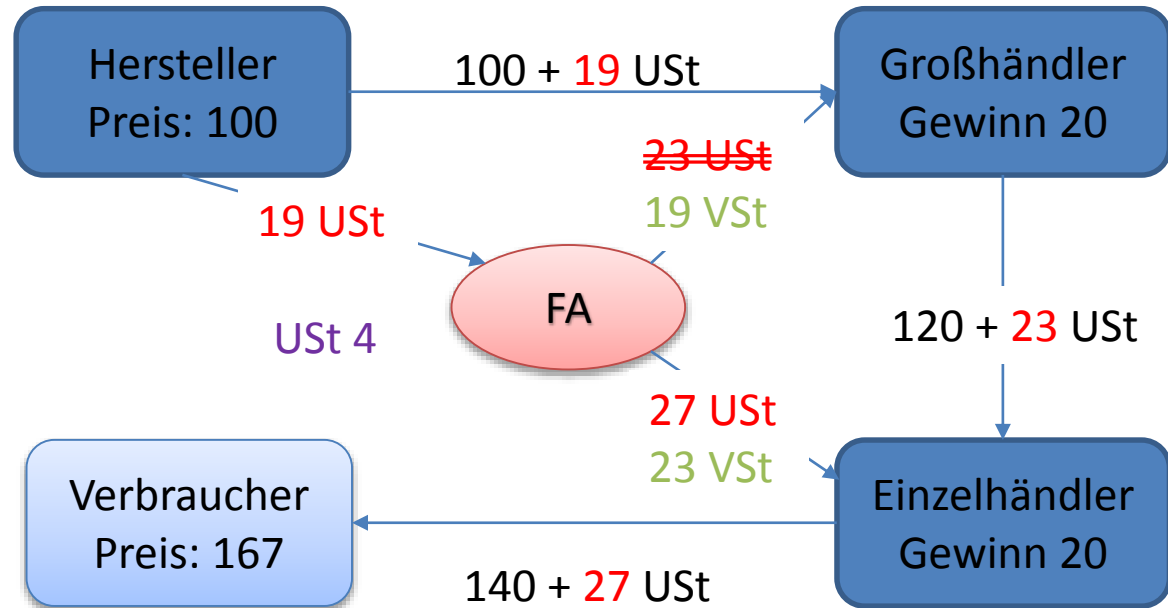 Hersteller
Preis: 100
100 + 19 USt
Großhändler
Gewinn 20
23 USt
19 VSt
19 USt
FA
USt 4
120 + 23 USt
27 USt
23 VSt
Verbraucher
Preis: 167
Einzelhändler
Gewinn 20
140 + 27 USt